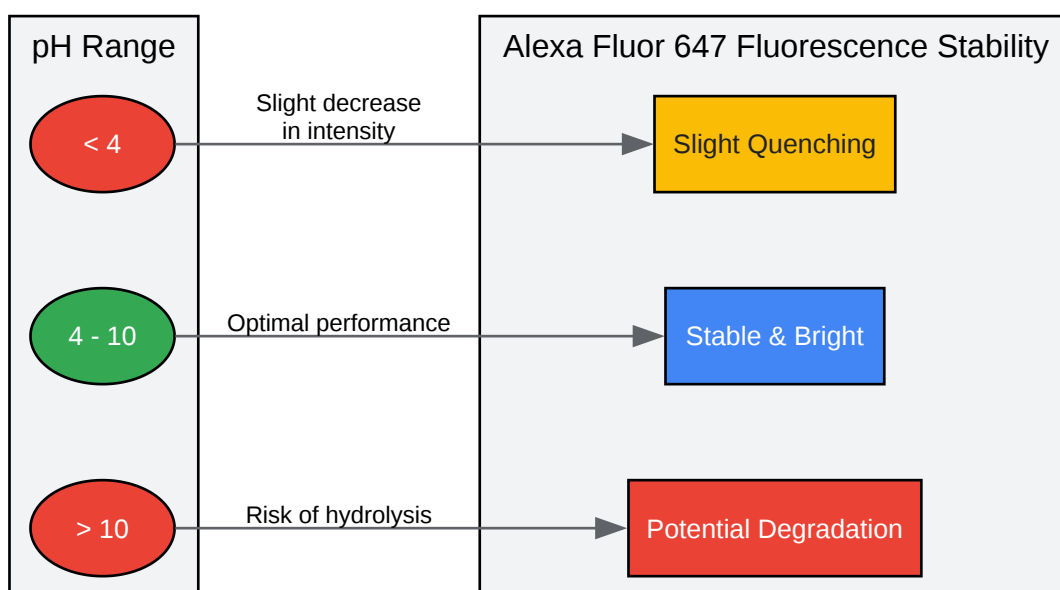 pH Range
Alexa Fluor 647 Fluorescence Stability
< 4
Slight decrease
in intensity
Slight Quenching
4 - 10
Optimal performance
Stable & Bright
> 10
Risk of hydrolysis
Potential Degradation